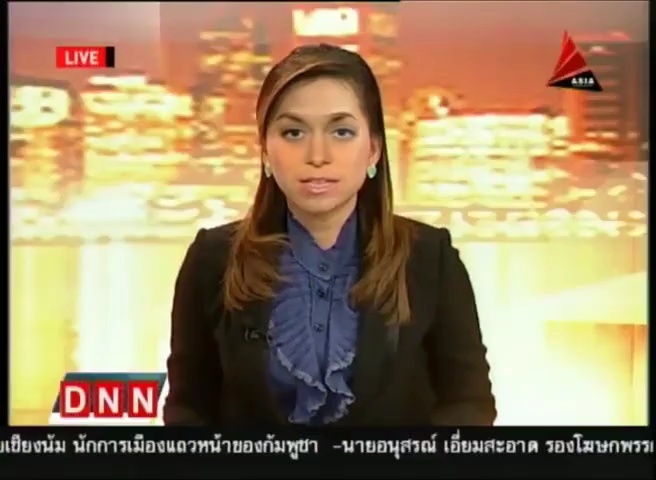 LIVE
ASIA
DNN
ยเขียงนัม นักการเมืองแถวหน้าของกัมพูชา -นายอนุสรณ์ เอี่ยมสะอาด รองโฆษกพรร